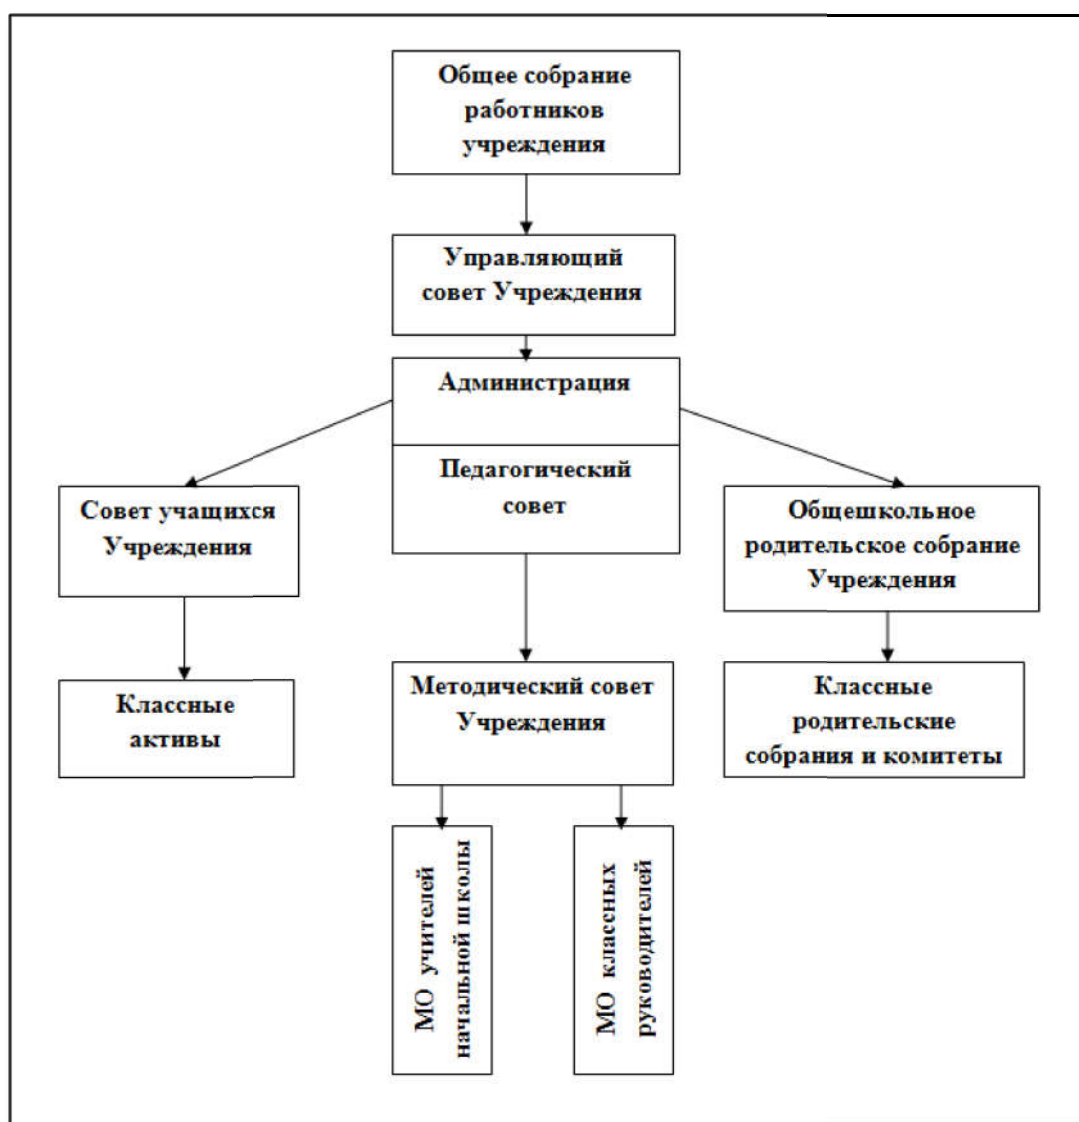 Общее собрание
работников
учреждения
Управляющий
совет Учреждения
Администрация
Педагогический
совет
Совет учащихся
Учреждения
Общешкольное
родительское собрание
Учреждения
Классные
активы
Методический совет
Учреждения
Классные
родительские
собрания и комитеты
МО учителей
начальной школы
МО классных
руководителей